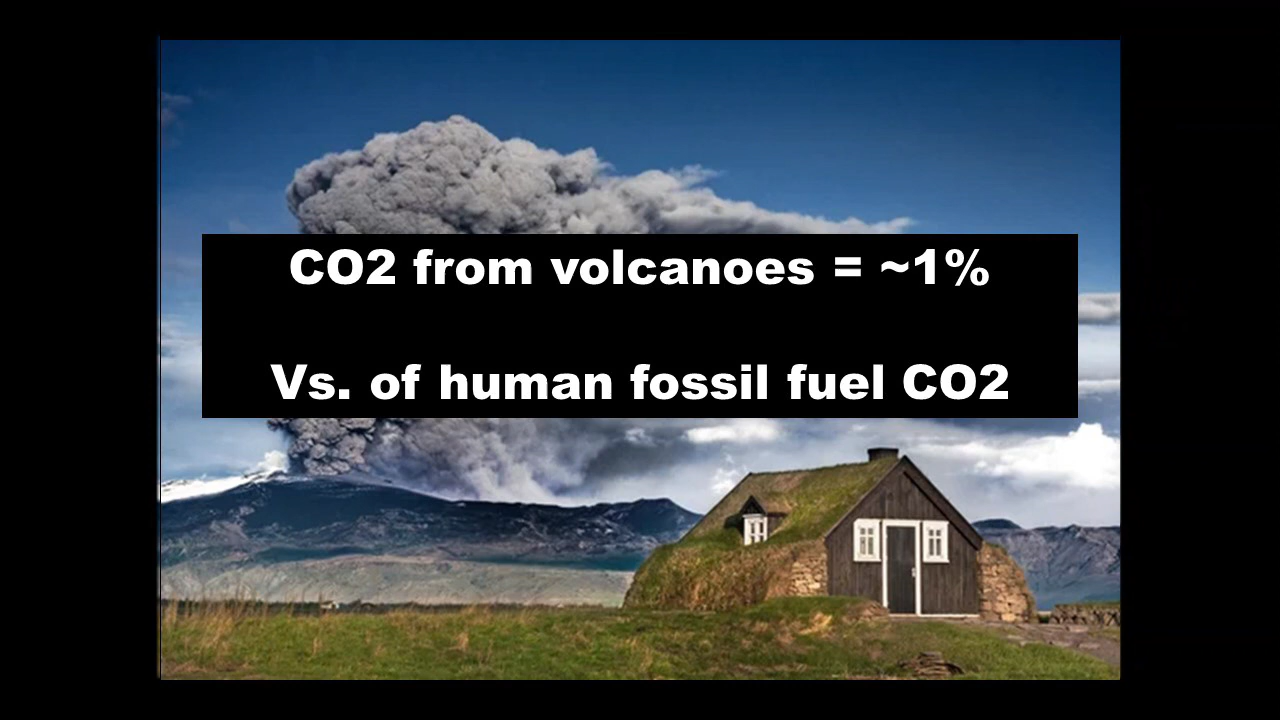 CO2 from volcanoes = ~1%
Vs. of human fossil fuel CO2